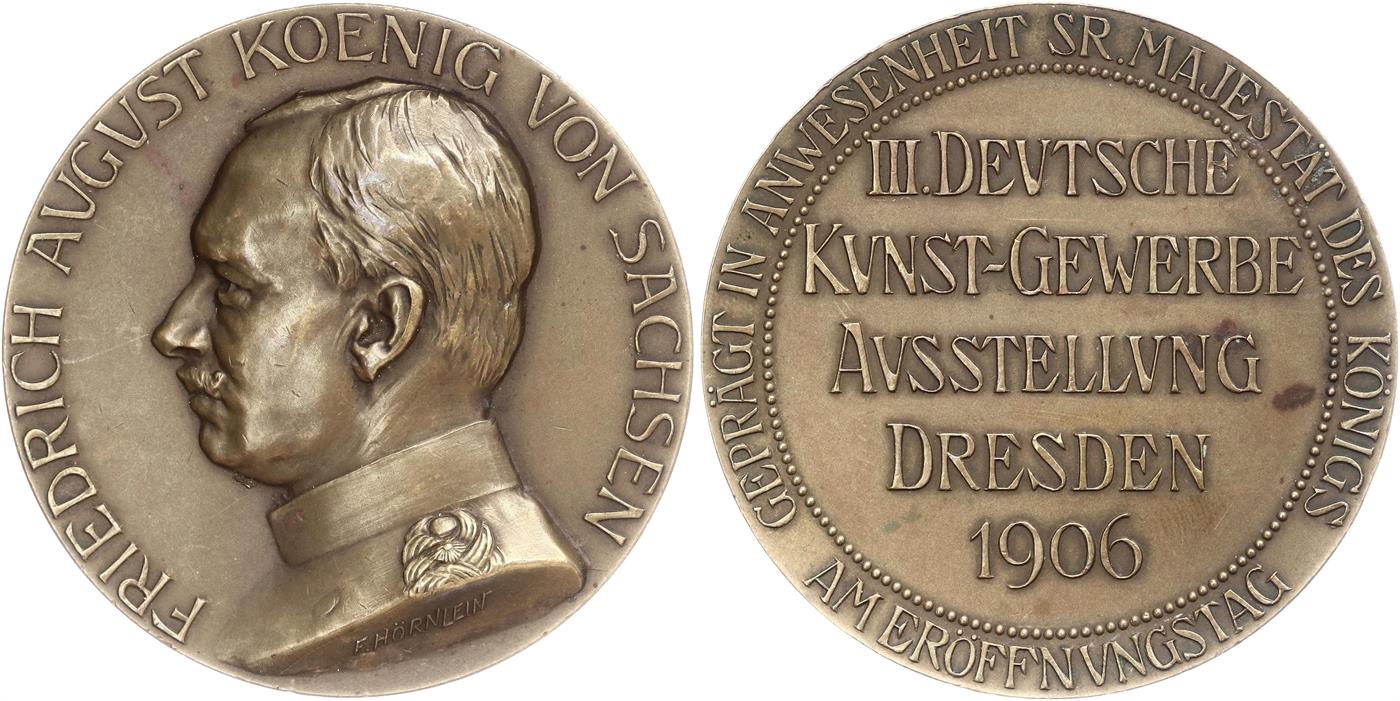 FRIEDRICH AVGVST KOENIG VON SACHSEN
F. HÖRNLEIN
GEPRÄGT IN ANWESENHEIT SR. MAJESTÄT DES KÖNIGS
III. DEVTSCHE
KVNST-GEWERBE
AVSSTELLVNG
DRESDEN
1906
AM ERÖFFNVNGSTAG